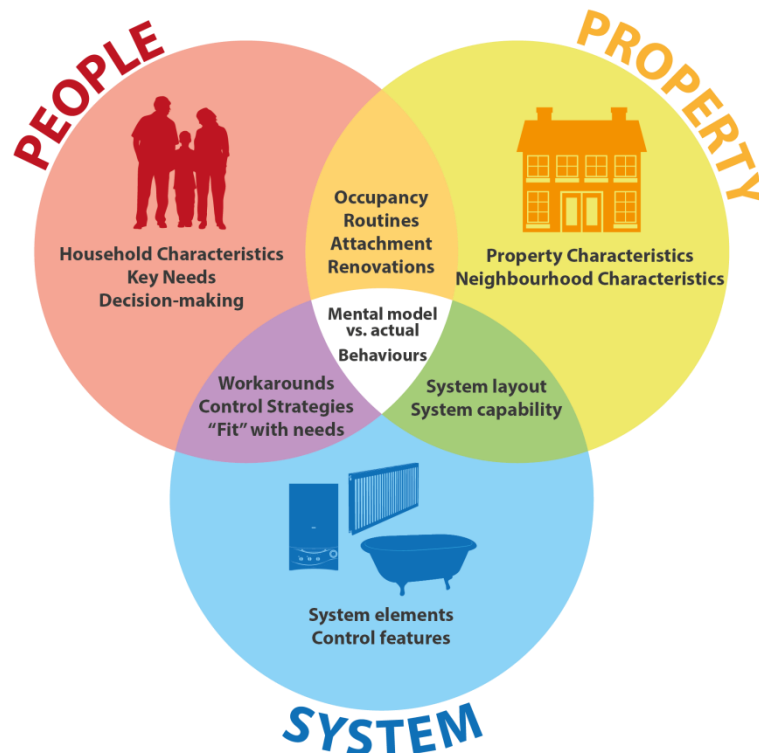 PEOPLE
PROPERTY
Occupancy
Routines
Attachment
Renovations
Household Characteristics
Key Needs
Decision-making
Property Characteristics
Neighbourhood Characteristics
Mental model
vs. actual
Behaviours
Workarounds
Control Strategies
“Fit” with needs
System layout
System capability
System elements
Control features
SYSTEM